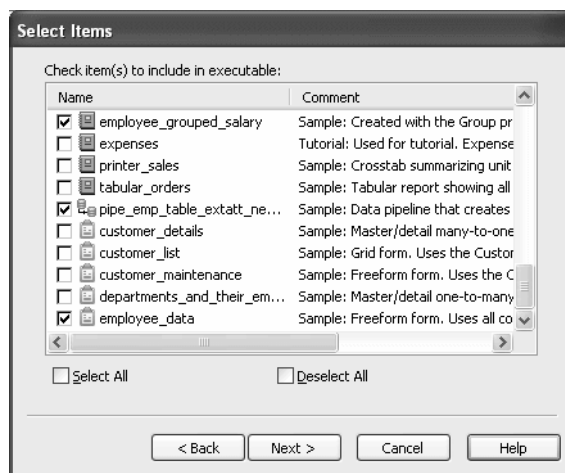 Select Items
Check item(s) to include in executable:
Name Comment
employee_grouped_salary Sample: Created with the Group pr
expenses Tutorial: Used for tutorial. Expense
printer_sales Sample: Crosstab summarizing unit
tabular_orders Sample: Tabular report showing all
pipe_emp_table_extatt_ne... Sample: Data pipeline that creates
customer_details Sample: Master/detail many-to-one
customer_list Sample: Grid form. Uses the Custor
customer_maintenance Sample: Freeform form. Uses the C
departments_and_their_em... Sample: Master/detail one-to-many
employee_data Sample: Freeform form. Uses all co
Select All Deselect All
< Back Next > Cancel Help